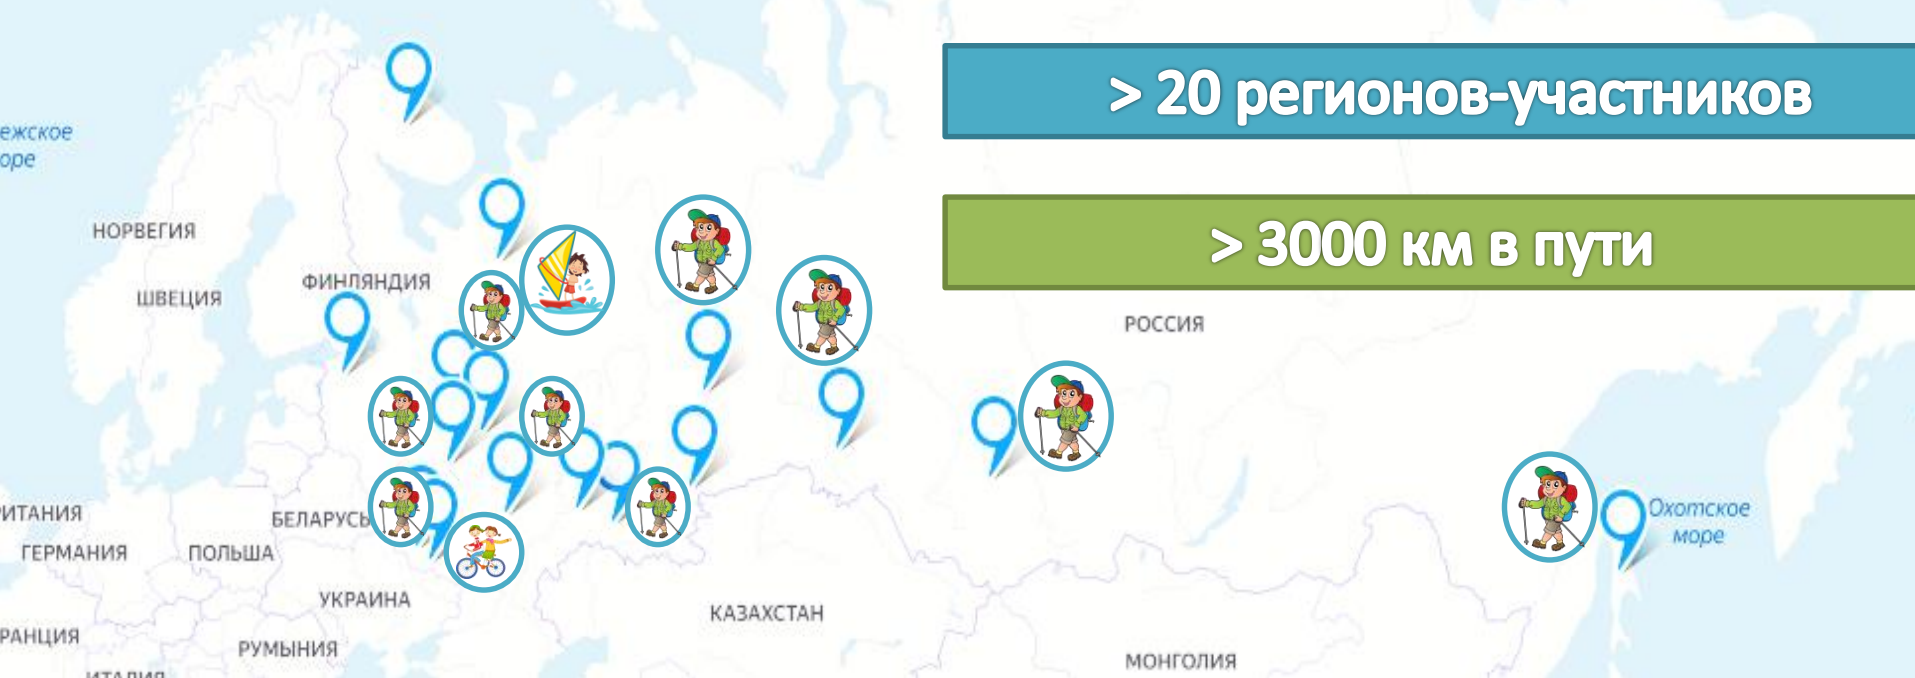 > 20 регионов-участников
> 3000 км в пути
ежское
оре
НОРВЕГИЯ
ФИНЛЯНДИЯ
ШВЕЦИЯ
РОССИЯ
ИТАНИЯ
БЕЛАРУСЬ
Охотское
море
ГЕРМАНИЯ
ПОЛЬША
УКРАИНА
КАЗАХСТАН
РАНЦИЯ
РУМЫНИЯ
МОНГОЛИЯ
ИТАЛИЯ